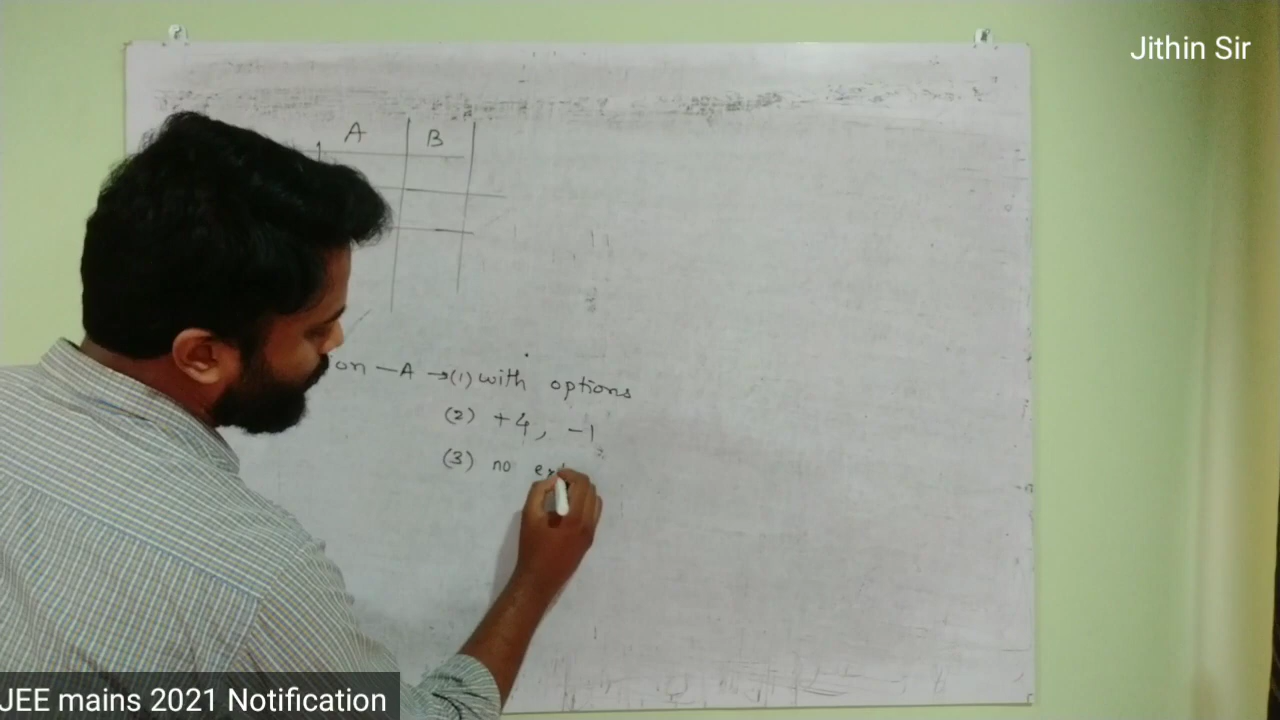 Jithin Sir
A B
on - A → (1) with options
(2) +4, -1
(3) no
JEE mains 2021 Notification